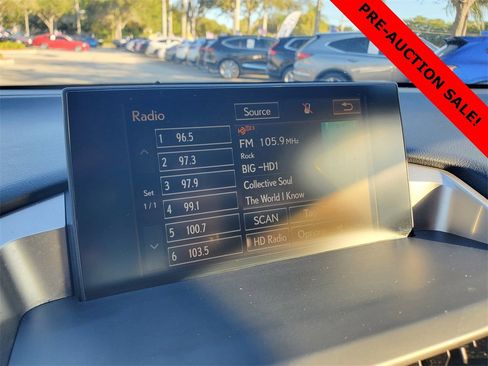 PRE-AUCTION SALE!
Radio
Source
1 96.5
2 97.3
3 97.9
4 99.1
5 100.7
6 103.5
Set
1/1
FM 105.9 MHz
Rock
BIG -HD1
Collective Soul
The World I Know
SCAN
HD Radio